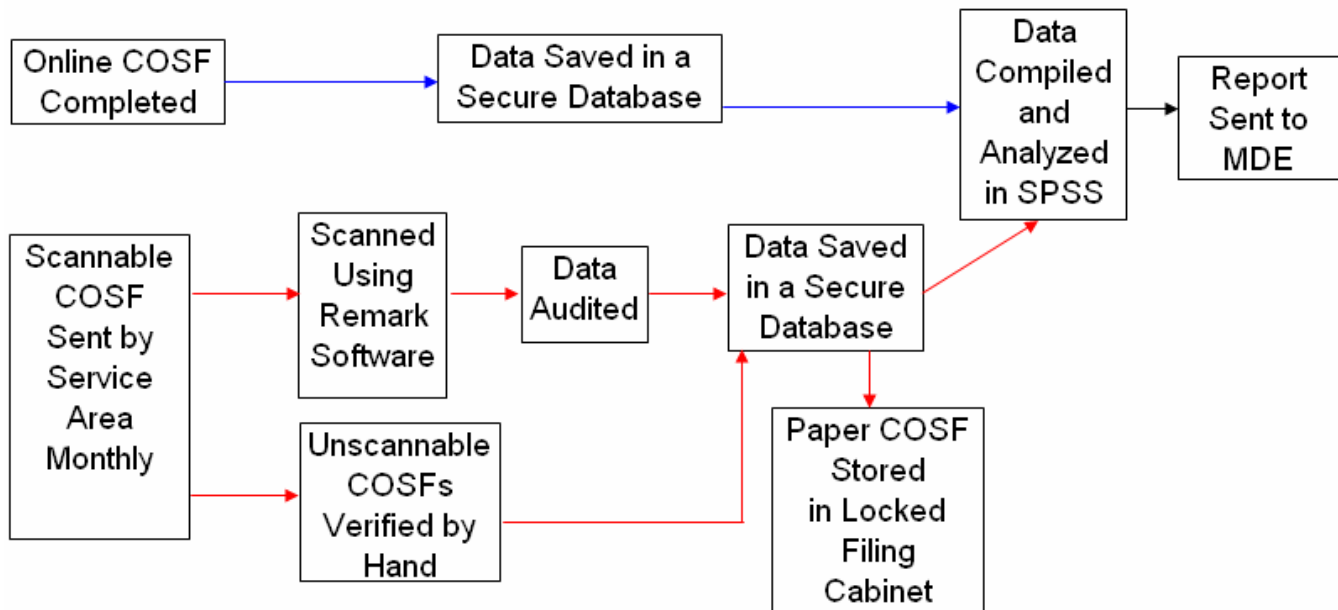 Online COSF
Completed
Data Saved in a
Secure Database
Data
Compiled
and
Analyzed
in SPSS
Report
Sent to
MDE
Scannable
COSF
Sent by
Service
Area
Monthly
Scanned
Using
Remark
Software
Data
Audited
Data Saved
in a Secure
Database
Unscannable
COSFs
Verified by
Hand
Paper COSF
Stored
in Locked
Filing
Cabinet